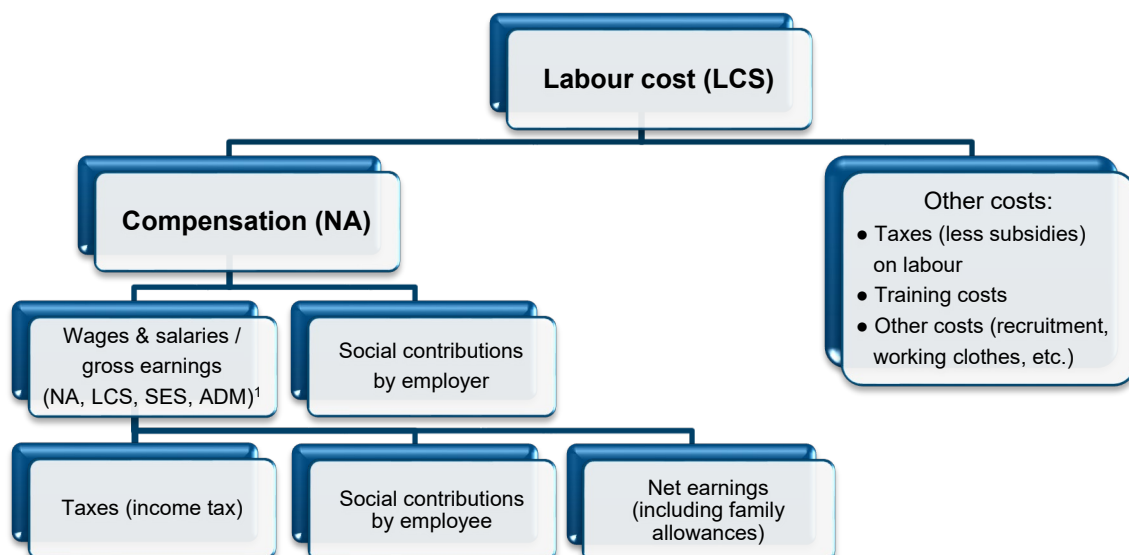 Labour cost (LCS)
Compensation (NA)
Other costs:
● Taxes (less subsidies)
on labour
● Training costs
● Other costs (recruitment,
working clothes, etc.)
Wages & salaries /
gross earnings
(NA, LCS, SES, ADM)¹
Social contributions
by employer
Taxes (income tax)
Social contributions
by employee
Net earnings
(including family
allowances)